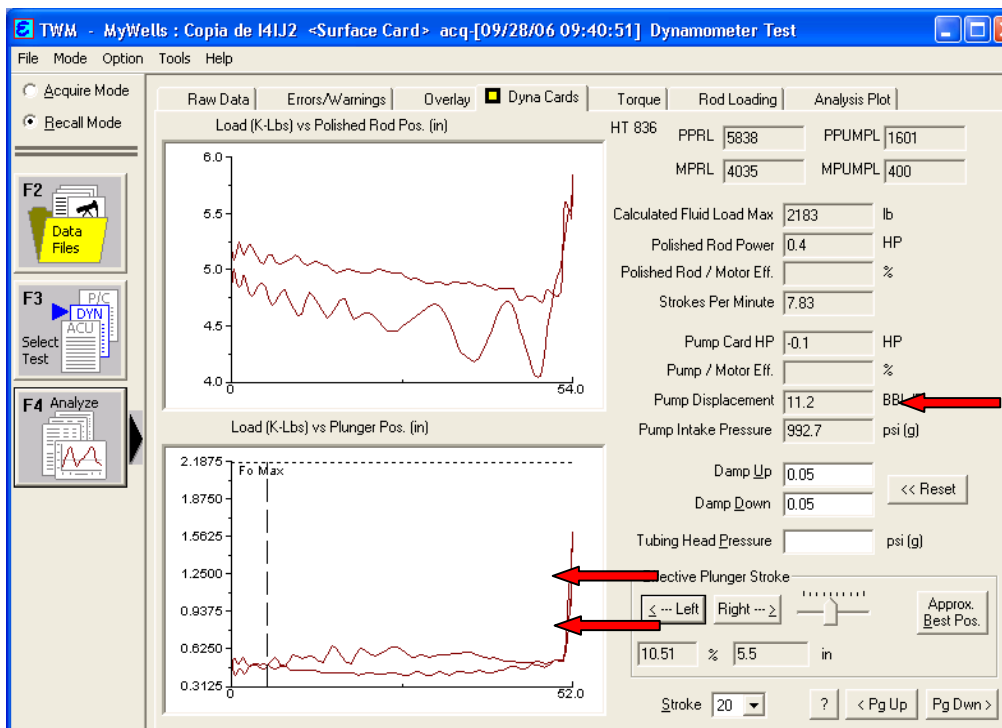 TWM - MyWells : Copia de I4IJ2 <Surface Card> acq-[09/28/06 09:40:51] Dynamometer Test
File Mode Option Tools Help
Acquire Mode
Recall Mode
F2
Data
Files
F3
P/C
DYN
ACU
Select
Test
F4 Analyze
Raw Data Errors/Warnings Overlay Dyna Cards Torque Rod Loading Analysis Plot
Load (K-Lbs) vs Polished Rod Pos. (in)
6.0
5.5
5.0
4.5
4.0
0 54.0
Load (K-Lbs) vs Plunger Pos. (in)
2.1875
Fo Max
1.8750
1.5625
1.2500
0.9375
0.6250
0.3125
0 52.0
HT 836
PPRL 5838 PPUMPL 1601
MPRL 4035 MPUMPL 400
Calculated Fluid Load Max 2183 lb
Polished Rod Power 0.4 HP
Polished Rod / Motor Eff. %
Strokes Per Minute 7.83
Pump Card HP -0.1 HP
Pump / Motor Eff. %
Pump Displacement 11.2
Pump Intake Pressure 992.7 psi (g)
Damp Up 0.05
Damp Down 0.05
<< Reset
Tubing Head Pressure psi (g)
Plunger Stroke
< --- Left Right --- >
Approx.
Best Pos.
10.51 % 5.5 in
Stroke 20 ? < Pg Up Pg Dwn >